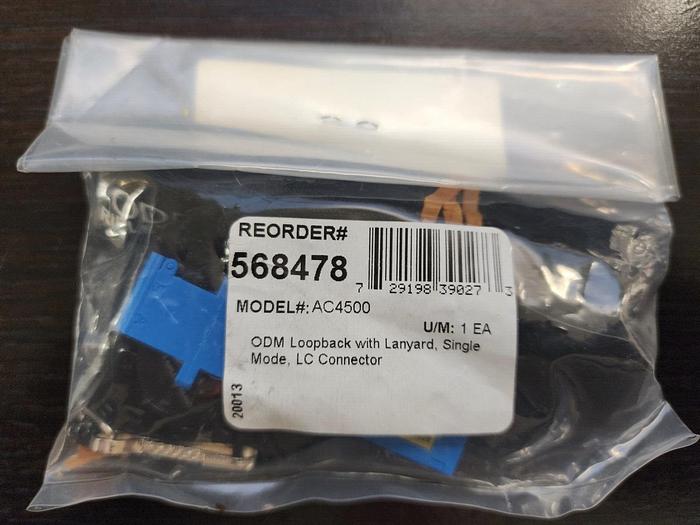 REORDER#
568478
7 29198 39027 3
MODEL#: AC4500
U/M: 1 EA
ODM Loopback with Lanyard, Single
Mode, LC Connector
20013